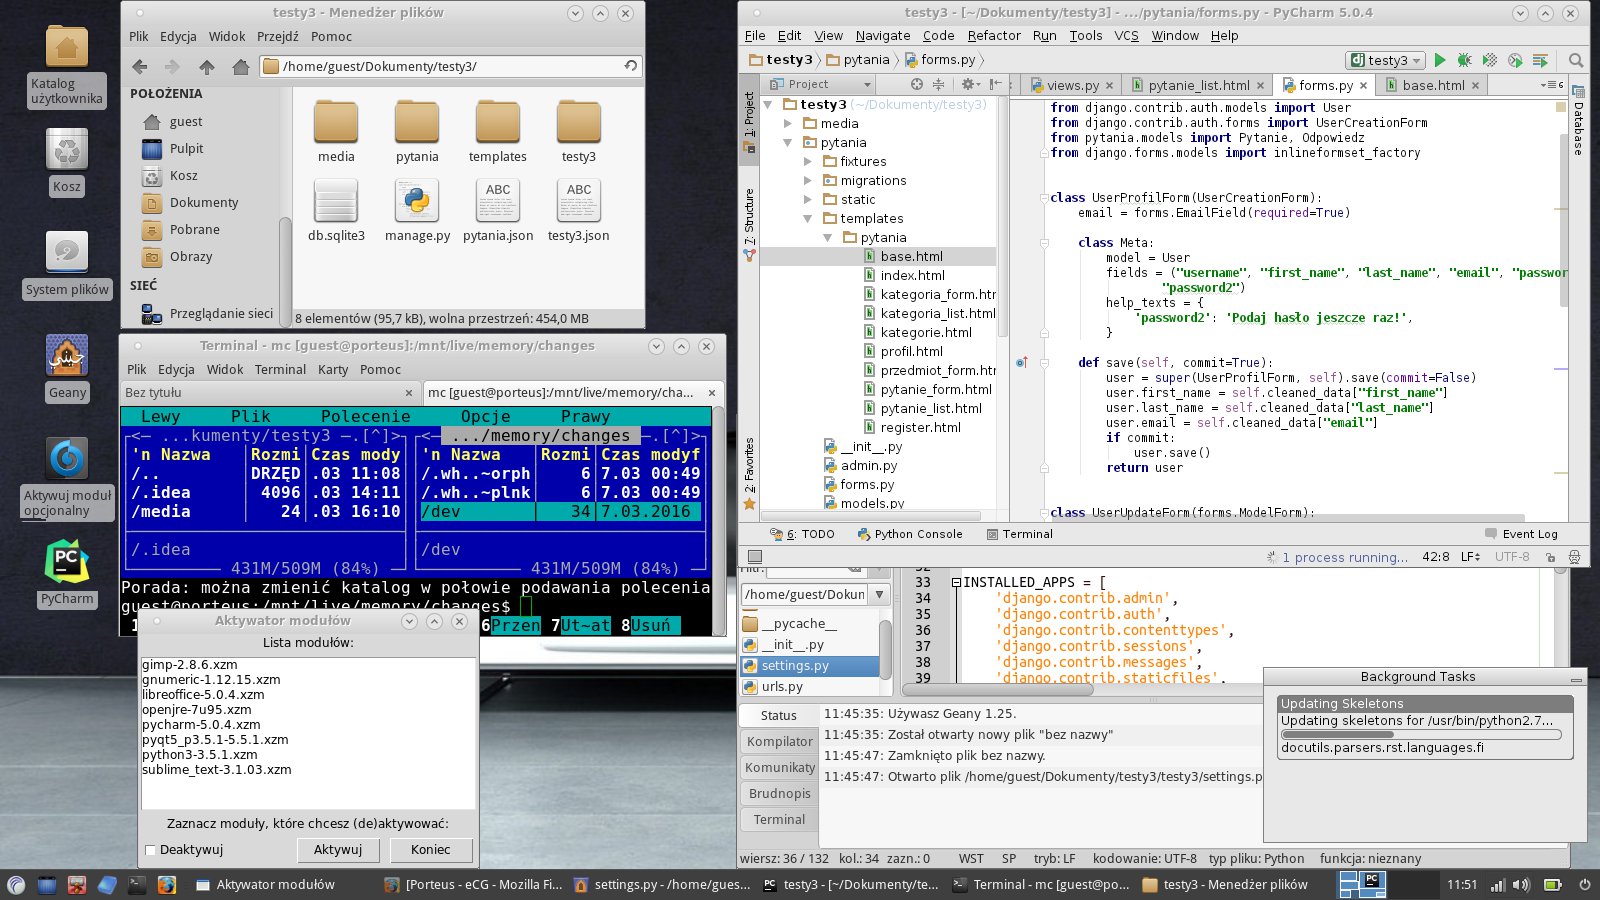 Katalog
użytkownika
Kosz
System plików
Geany
Aktywuj moduł
opcjonalny
PyCharm
testy3 - Menedżer plików
Plik Edycja Widok Przejdź Pomoc
/home/guest/Dokumenty/testy3/
POŁOŻENIA
guest
Pulpit
Kosz
Dokumenty
Pobrane
Obrazy
SIEĆ
Przeglądanie sieci
media pytania templates testy3
db.sqlite3 manage.py pytania.json testy3.json
8 elementów (95,7 kB), wolna przestrzeń: 454,0 MB
Terminal - mc [guest@porteus]:/mnt/live/memory/changes
Plik Edycja Widok Terminal Karty Pomoc
Bez tytułu
mc [guest@porteus]:/mnt/live/memory/cha...
Lewy Plik Polecenie Opcje Prawy
<─ ...kumenty/testy3 ─.[^]>
'n Nazwa Rozmi Czas mody
/.. DRZĘD .03 11:08
/.idea 4096 .03 14:11
/media 24 .03 16:10
/.idea
431M/509M (84%)
<─ .../memory/changes ─.[^]>
'n Nazwa Rozmi Czas modyf
/.wh..~orph 6 7.03 00:49
/.wh..~plnk 6 7.03 00:49
/dev 34 7.03.2016
/dev
431M/509M (84%)
Porada: można zmienić katalog w połowie podawania polecenia
guest@porteus:/mnt/live/memory/changes$
1 6Przen 7Ut~at 8Usuń
Aktywator modułów
Lista modułów:
gimp-2.8.6.xzm
gnumeric-1.12.15.xzm
libreoffice-5.0.4.xzm
openjre-7u95.xzm
pycharm-5.0.4.xzm
pyqt5_p3.5.1-5.5.1.xzm
python3-3.5.1.xzm
sublime_text-3.1.03.xzm
Zaznacz moduły, które chcesz (de)aktywować:
Deaktywuj Aktywuj Koniec
testy3 - [~/Dokumenty/testy3] - .../pytania/forms.py - PyCharm 5.0.4
File Edit View Navigate Code Refactor Run Tools VCS Window Help
testy3 pytania forms.py
dj testy3
1: Project
7: Structure
2: Favorites
Project
testy3 (~/Dokumenty/testy3)
media
pytania
fixtures
migrations
static
templates
pytania
base.html
index.html
kategoria_form.htm
kategoria_list.html
kategorie.html
profil.html
przedmiot_form.htm
pytanie_form.html
pytanie_list.html
register.html
__init__.py
admin.py
forms.py
models.py
views.py pytanie_list.html forms.py base.html
6
Database
from django.contrib.auth.models import User
from django.contrib.auth.forms import UserCreationForm
from pytania.models import Pytanie, Odpowiedz
from django.forms.models import inlineformset_factory
class UserProfilForm(UserCreationForm):
email = forms.EmailField(required=True)
class Meta:
model = User
fields = ("username", "first_name", "last_name", "email", "passwor
"password2")
help_texts = {
'password2': 'Podaj hasło jeszcze raz!',
}
def save(self, commit=True):
user = super(UserProfilForm, self).save(commit=False)
user.first_name = self.cleaned_data["first_name"]
user.last_name = self.cleaned_data["last_name"]
user.email = self.cleaned_data["email"]
if commit:
user.save()
return user
class UserUpdateForm(forms.ModelForm):
6: TODO Python Console Terminal Event Log
1 process running... 42:8 LF÷ UTF-8
/home/guest/Dokun
__pycache__
__init__.py
settings.py
urls.py
33 INSTALLED_APPS = [
34 'django.contrib.admin',
35 'django.contrib.auth',
36 'django.contrib.contenttypes',
37 'django.contrib.sessions',
38 'django.contrib.messages',
39 'django.contrib.staticfiles',
Status
Kompilator
Komunikaty
Brudnopis
Terminal
11:45:35: Używasz Geany 1.25.
11:45:35: Został otwarty nowy plik "bez nazwy"
11:45:47: Zamknięto plik bez nazwy.
11:45:47: Otwarto plik /home/guest/Dokumenty/testy3/testy3/settings.p
Background Tasks
Updating Skeletons
Updating skeletons for /usr/bin/python2.7...
docutils.parsers.rst.languages.fi
wiersz: 36 / 132 kol.: 34 zazn.: 0 WST SP tryb: LF kodowanie: UTF-8 typ pliku: Python funkcja: nieznany
Aktywator modułów
[Porteus - eCG - Mozilla Fi...
settings.py - /home/gues...
testy3 - [~/Dokumenty/te...
Terminal - mc [guest@po...
testy3 - Menedżer plików
11:51